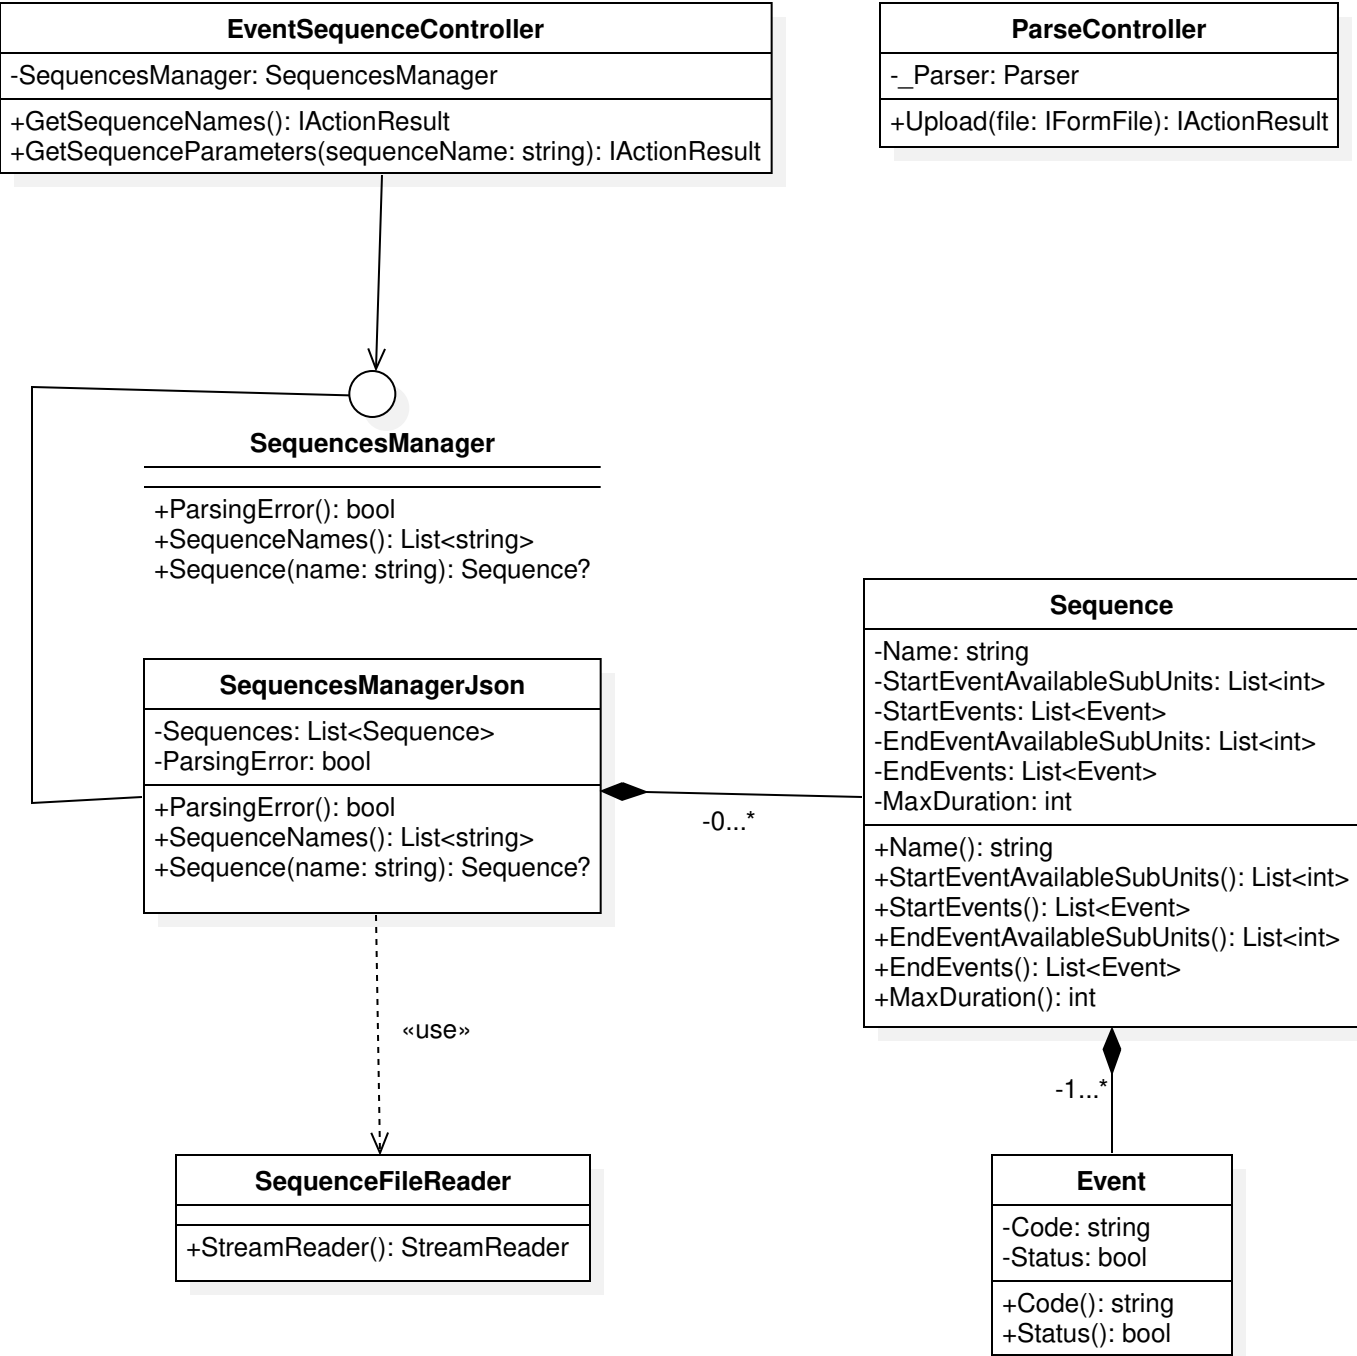 EventSequenceController
-SequencesManager: SequencesManager
+GetSequenceNames(): IActionResult
+GetSequenceParameters(sequenceName: string): IActionResult
ParseController
-_Parser: Parser
+Upload(file: IFormFile): IActionResult
SequencesManager
+ParsingError(): bool
+SequenceNames(): List<string>
+Sequence(name: string): Sequence?
SequencesManagerJson
-Sequences: List<Sequence>
-ParsingError: bool
+ParsingError(): bool
+SequenceNames(): List<string>
+Sequence(name: string): Sequence?
-0...*
Sequence
-Name: string
-StartEventAvailableSubUnits: List<int>
-StartEvents: List<Event>
-EndEventAvailableSubUnits: List<int>
-EndEvents: List<Event>
-MaxDuration: int
+Name(): string
+StartEventAvailableSubUnits(): List<int>
+StartEvents(): List<Event>
+EndEventAvailableSubUnits(): List<int>
+EndEvents(): List<Event>
+MaxDuration(): int
«use»
-1...*
SequenceFileReader
+StreamReader(): StreamReader
Event
-Code: string
-Status: bool
+Code(): string
+Status(): bool